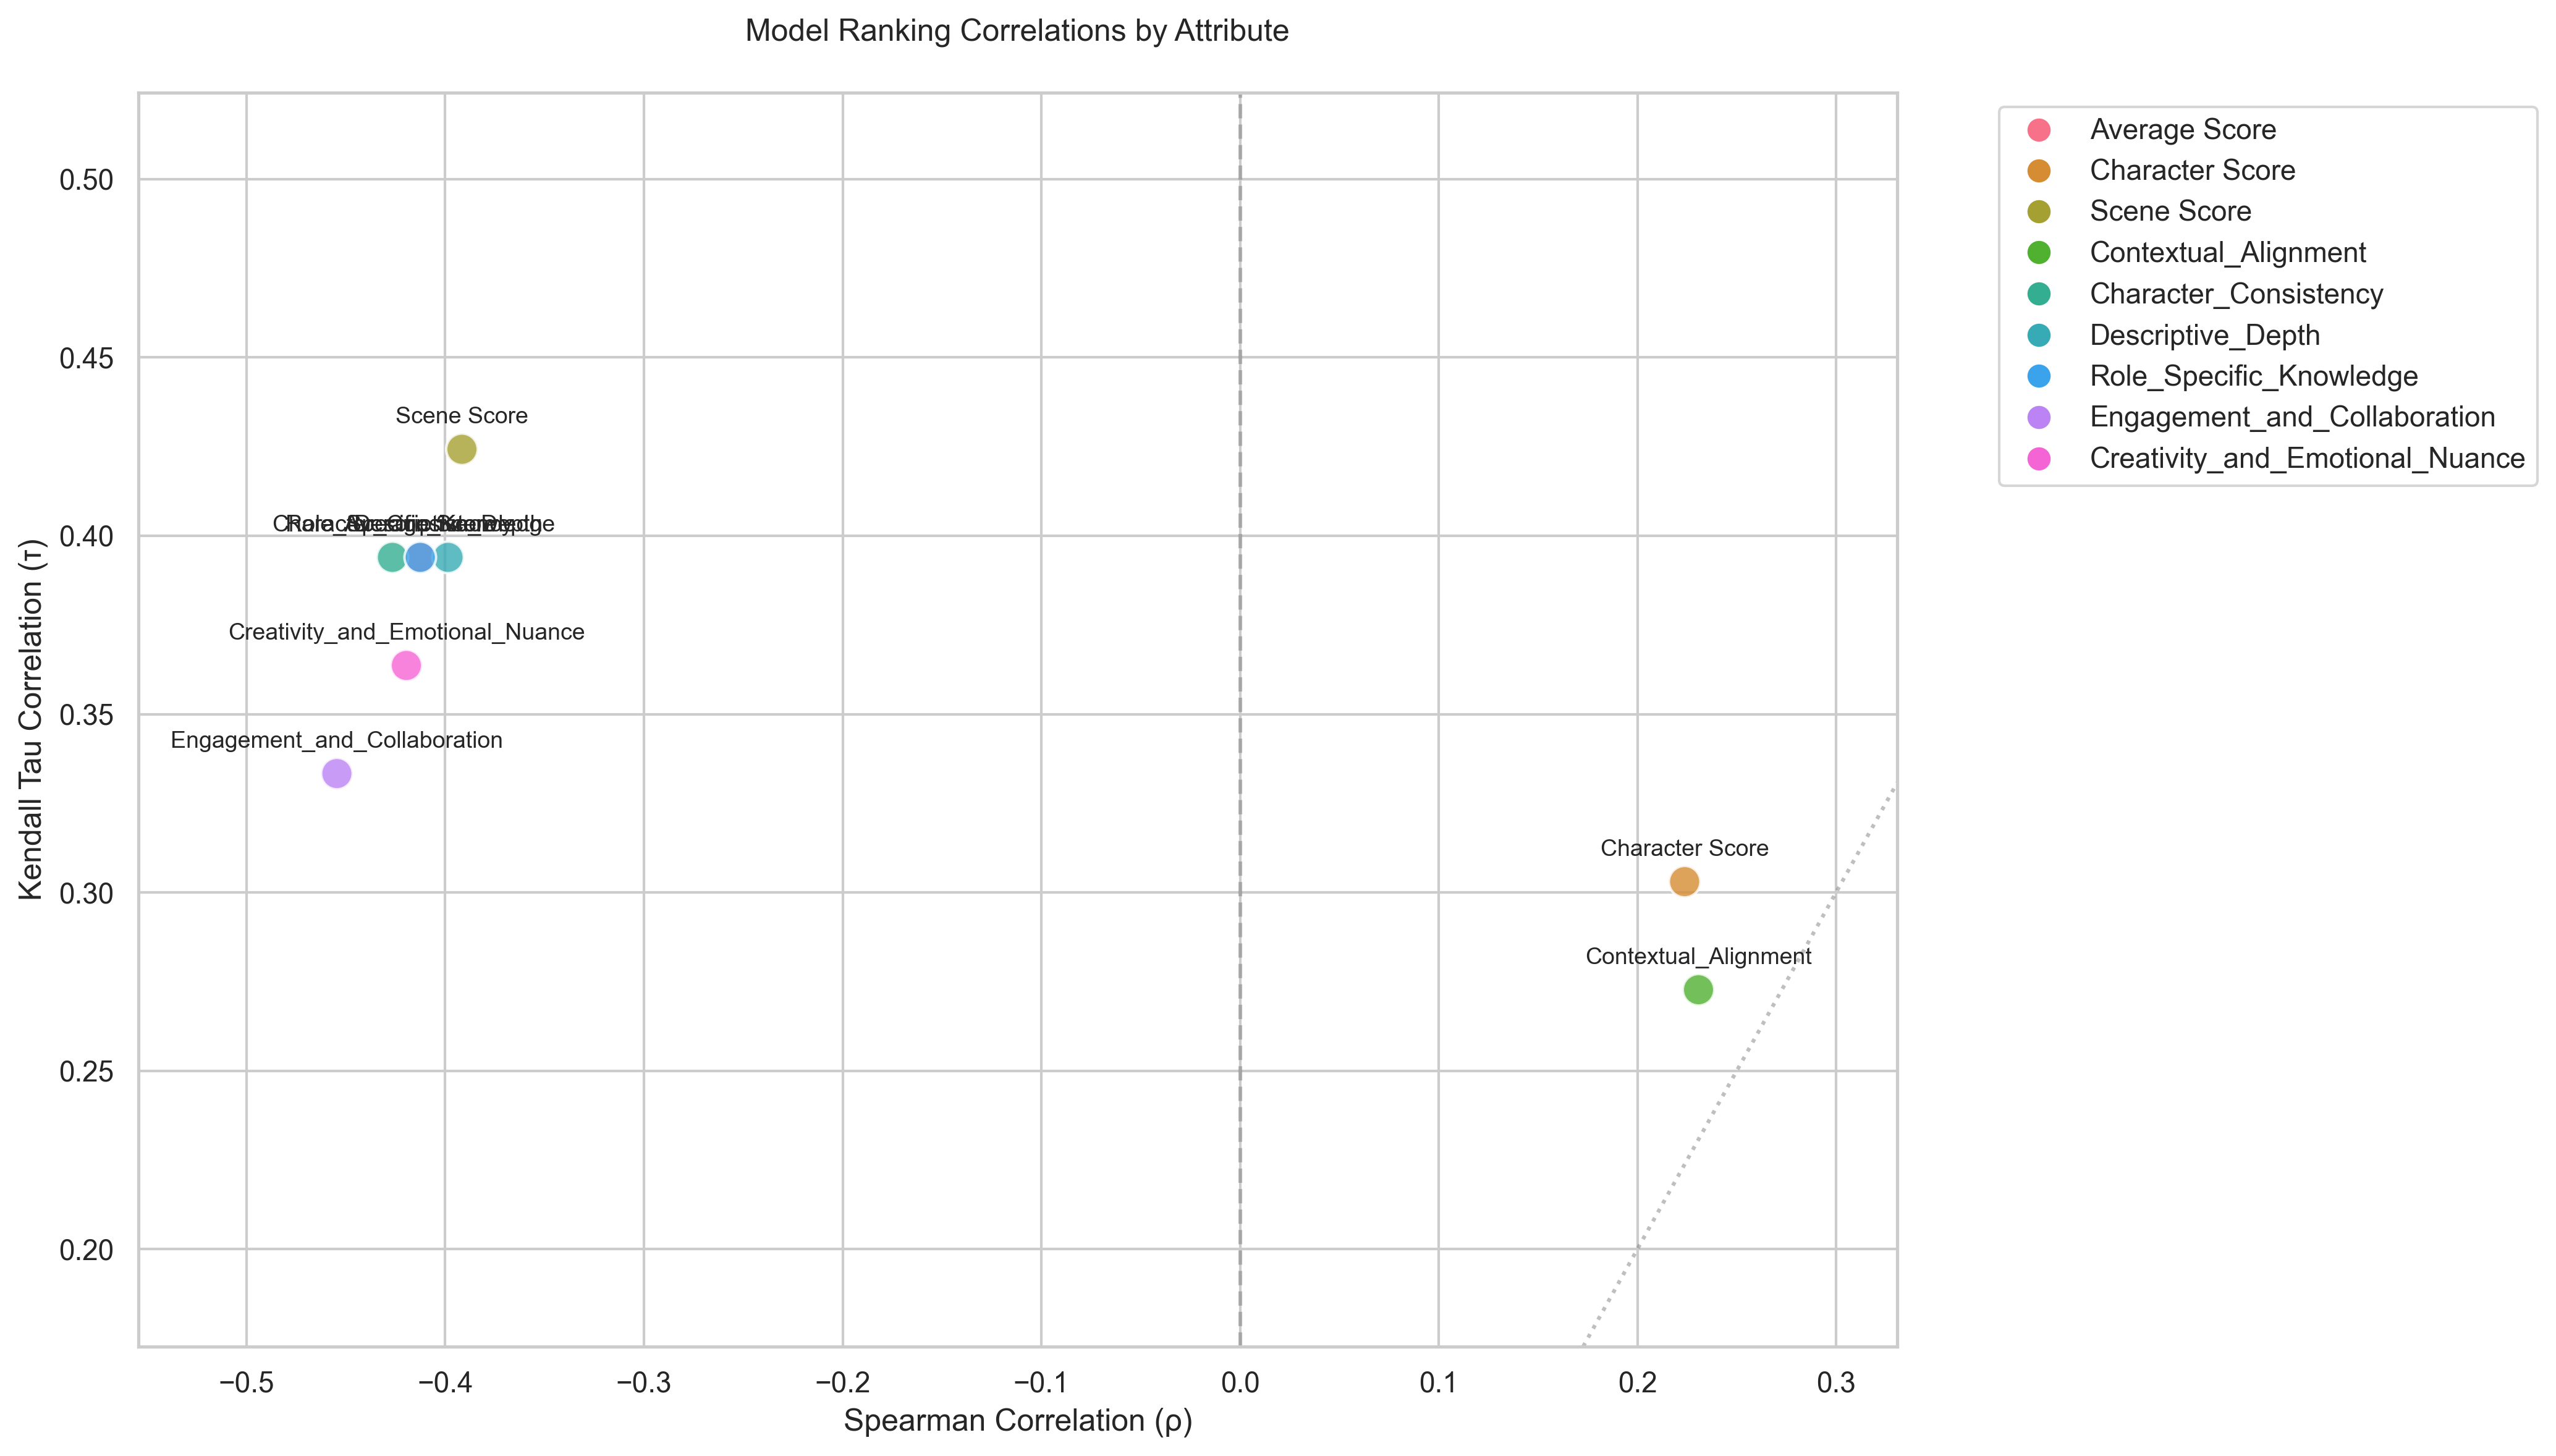 Model Ranking Correlations by Attribute
Kendall Tau Correlation (τ)
0.50
0.45
0.40
0.35
0.30
0.25
0.20
Scene Score
Creativity_and_Emotional_Nuance
Engagement_and_Collaboration
Character Score
Contextual_Alignment
−0.5
−0.4
−0.3
−0.2
−0.1
0.0
0.1
0.2
0.3
Spearman Correlation (ρ)
Average Score
Character Score
Scene Score
Contextual_Alignment
Character_Consistency
Descriptive_Depth
Role_Specific_Knowledge
Engagement_and_Collaboration
Creativity_and_Emotional_Nuance